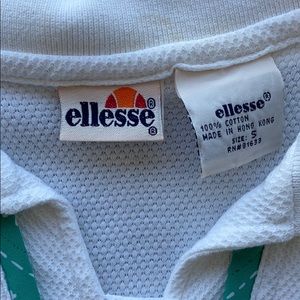 ellesse®
®
ellesse®
100% COTTON
MADE IN HONG KONG
SIZE: S
RN#81633